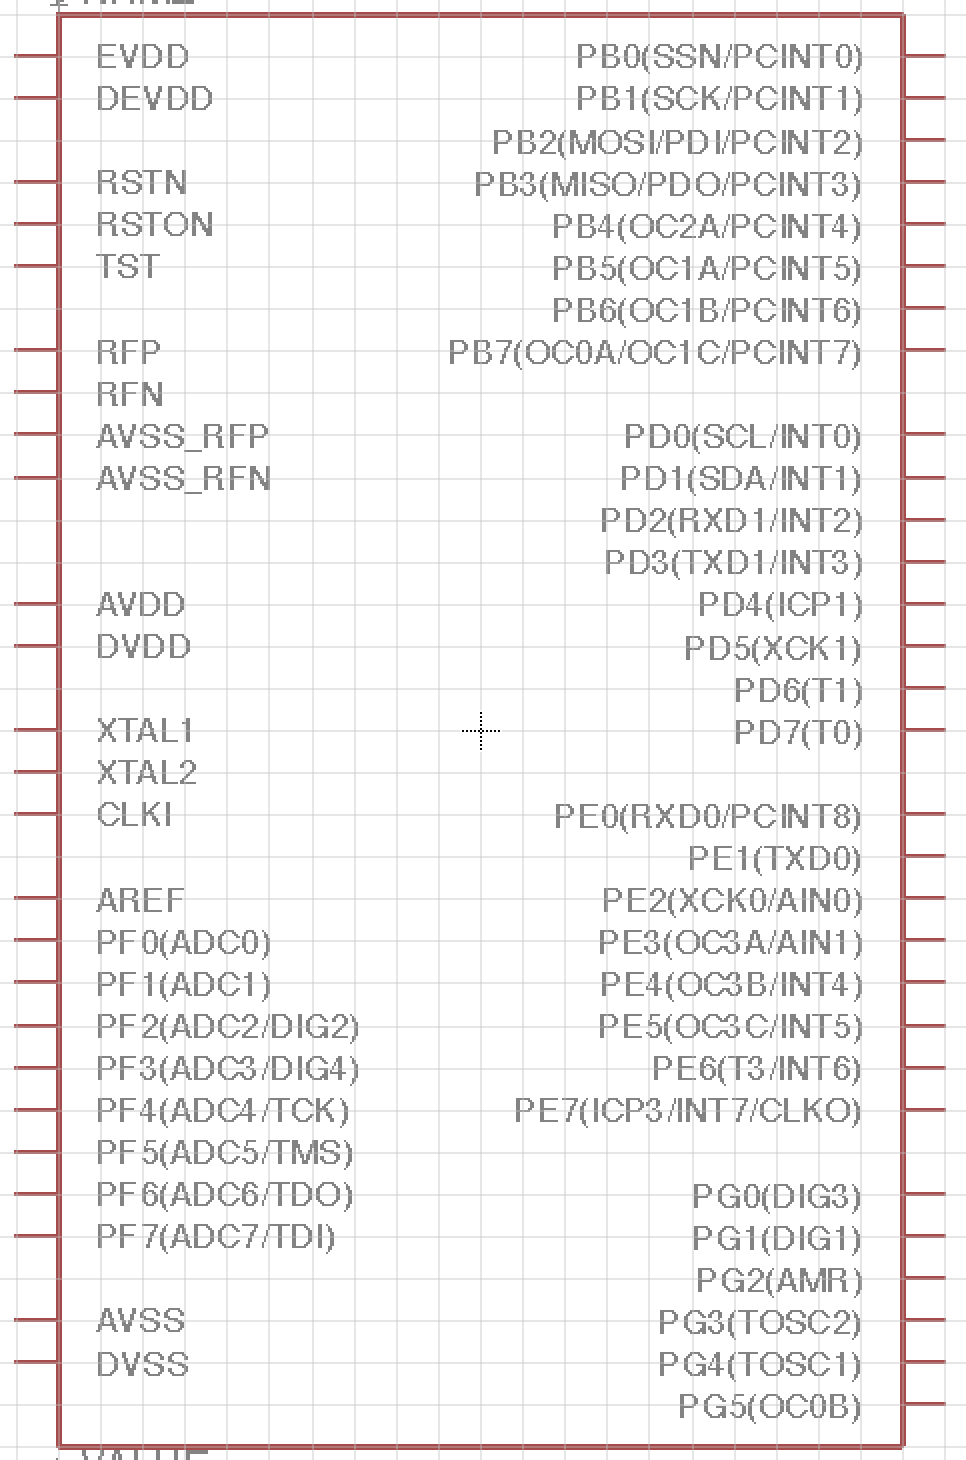 EVDD
DEVDD
RSTN
RSTON
TST
RFP
RFN
AVSS_RFP
AVSS_RFN
AVDD
DVDD
XTAL1
XTAL2
CLKI
AREF
PF0(ADC0)
PF1(ADC1)
PF2(ADC2/DIG2)
PF3(ADC3/DIG4)
PF4(ADC4/TCK)
PF5(ADC5/TMS)
PF6(ADC6/TDO)
PF7(ADC7/TDI)
AVSS
DVSS
PB0(SSN/PCINT0)
PB1(SCK/PCINT1)
PB2(MOSI/PDI/PCINT2)
PB3(MISO/PDO/PCINT3)
PB4(OC2A/PCINT4)
PB5(OC1A/PCINT5)
PB6(OC1B/PCINT6)
PB7(OC0A/OC1C/PCINT7)
PD0(SCL/INT0)
PD1(SDA/INT1)
PD2(RXD1/INT2)
PD3(TXD1/INT3)
PD4(ICP1)
PD5(XCK1)
PD6(T1)
PD7(T0)
PE0(RXD0/PCINT8)
PE1(TXD0)
PE2(XCK0/AIN0)
PE3(OC3A/AIN1)
PE4(OC3B/INT4)
PE5(OC3C/INT5)
PE6(T3/INT6)
PE7(ICP3/INT7/CLKO)
PG0(DIG3)
PG1(DIG1)
PG2(AMR)
PG3(TOSC2)
PG4(TOSC1)
PG5(OC0B)